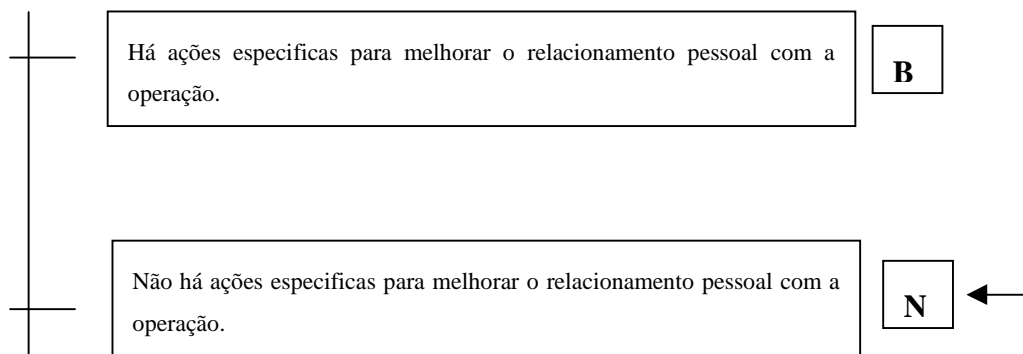 Há ações especificas para melhorar o relacionamento pessoal com a
operação.
B
Não há ações especificas para melhorar o relacionamento pessoal com a
operação.
N